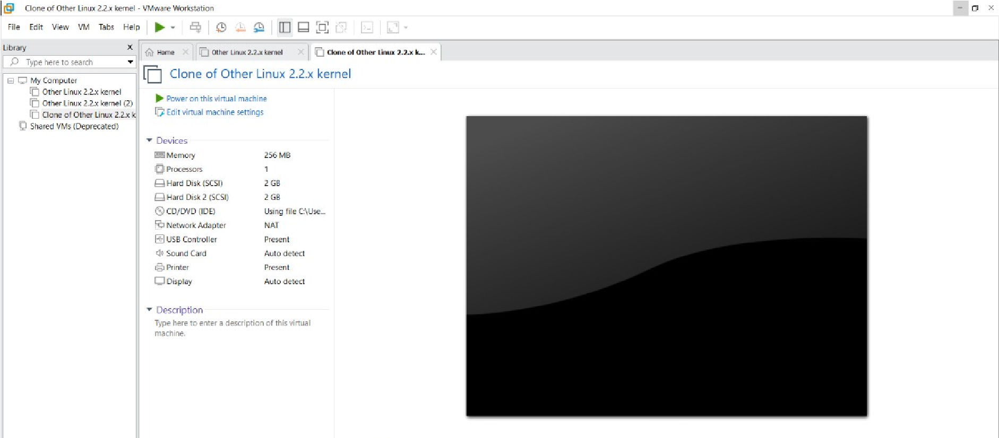 Clone of Other Linux 2.2.x kernel - VMware Workstation
File Edit View VM Tabs Help
Library
Type here to search
My Computer
Other Linux 2.2.x kernel
Other Linux 2.2.x kernel (2)
Clone of Other Linux 2.2.x k
Shared VMs (Deprecated)
Home
Other Linux 2.2.x kernel
Clone of Other Linux 2.2.x k...
Clone of Other Linux 2.2.x kernel
Power on this virtual machine
Edit virtual machine settings
Devices
Memory 256 MB
Processors 1
Hard Disk (SCSI) 2 GB
Hard Disk 2 (SCSI) 2 GB
CD/DVD (IDE) Using file C:\Use...
Network Adapter NAT
USB Controller Present
Sound Card Auto detect
Printer Present
Display Auto detect
Description
Type here to enter a description of this virtual
machine.